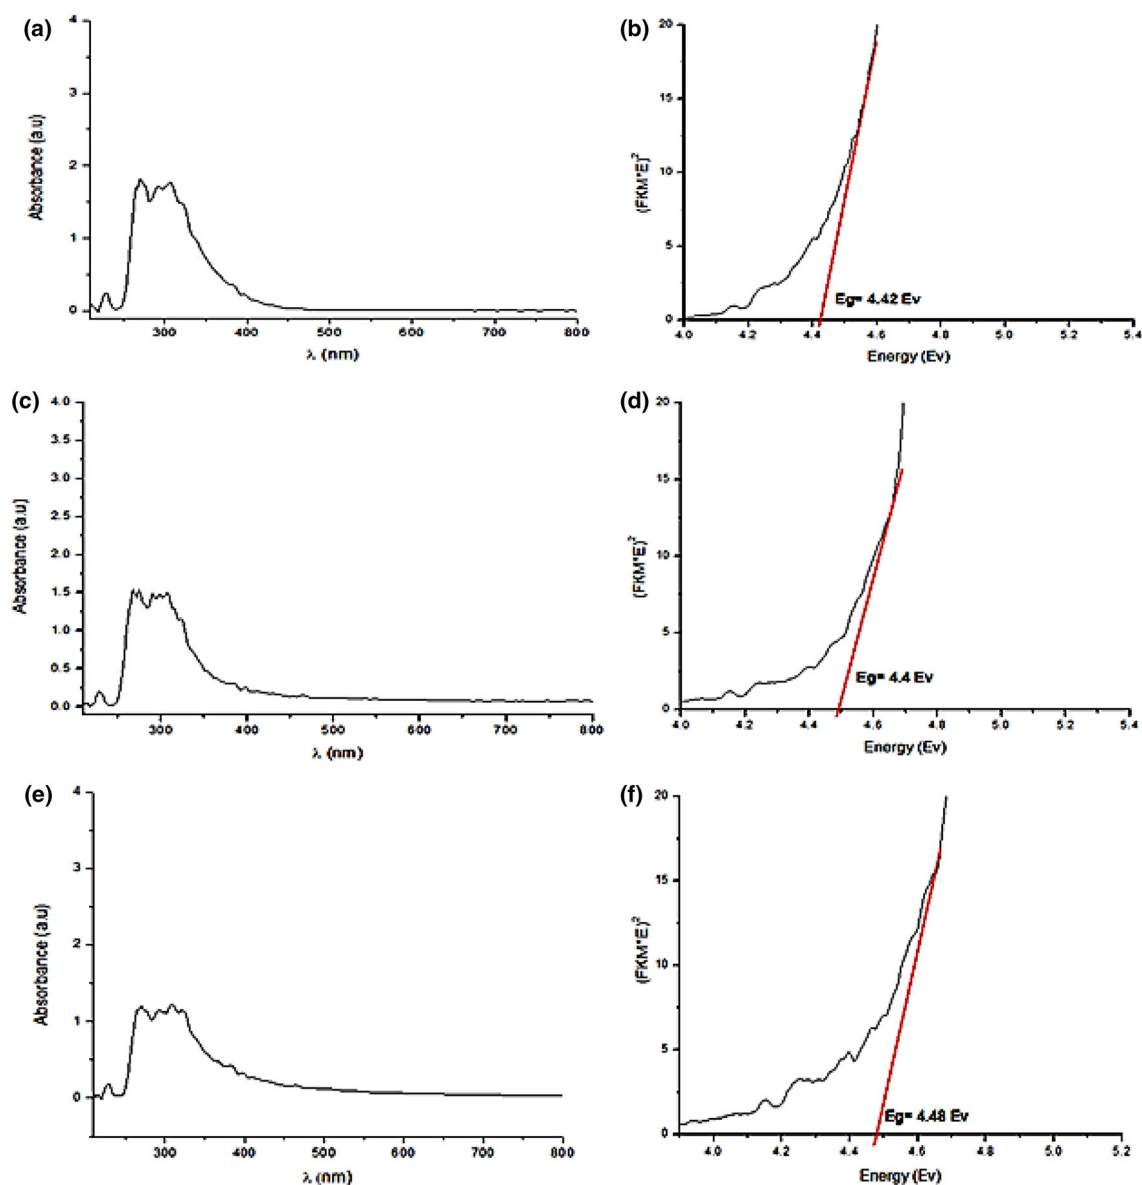 (a)
4
3
2
1
0
Absorbance (a.u)
300 400 500 600 700 800
λ (nm)
(b)
20
15
10
5
0
(FKM*E)²
Eg= 4.42 Ev
4.0 4.2 4.4 4.6 4.8 5.0 5.2 5.4
Energy (Ev)
(c)
4.0
3.5
3.0
2.5
2.0
1.5
1.0
0.5
0.0
Absorbance (a.u)
300 400 500 600 700 800
λ (nm)
(d)
20
15
10
5
0
(FKM*E)²
Eg= 4.4 Ev
4.0 4.2 4.4 4.6 4.8 5.0 5.2 5.4
Energy (Ev)
(e)
4
3
2
1
0
Absorbance (a.u)
300 400 500 600 700 800
λ (nm)
(f)
20
15
10
5
0
(FKM*E)²
Eg= 4.48 Ev
4.0 4.2 4.4 4.6 4.8 5.0 5.2
Energy (Ev)